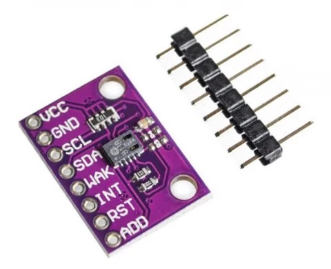 VCC
GND
SCL
SDA
WAK
INT
RST
ADD